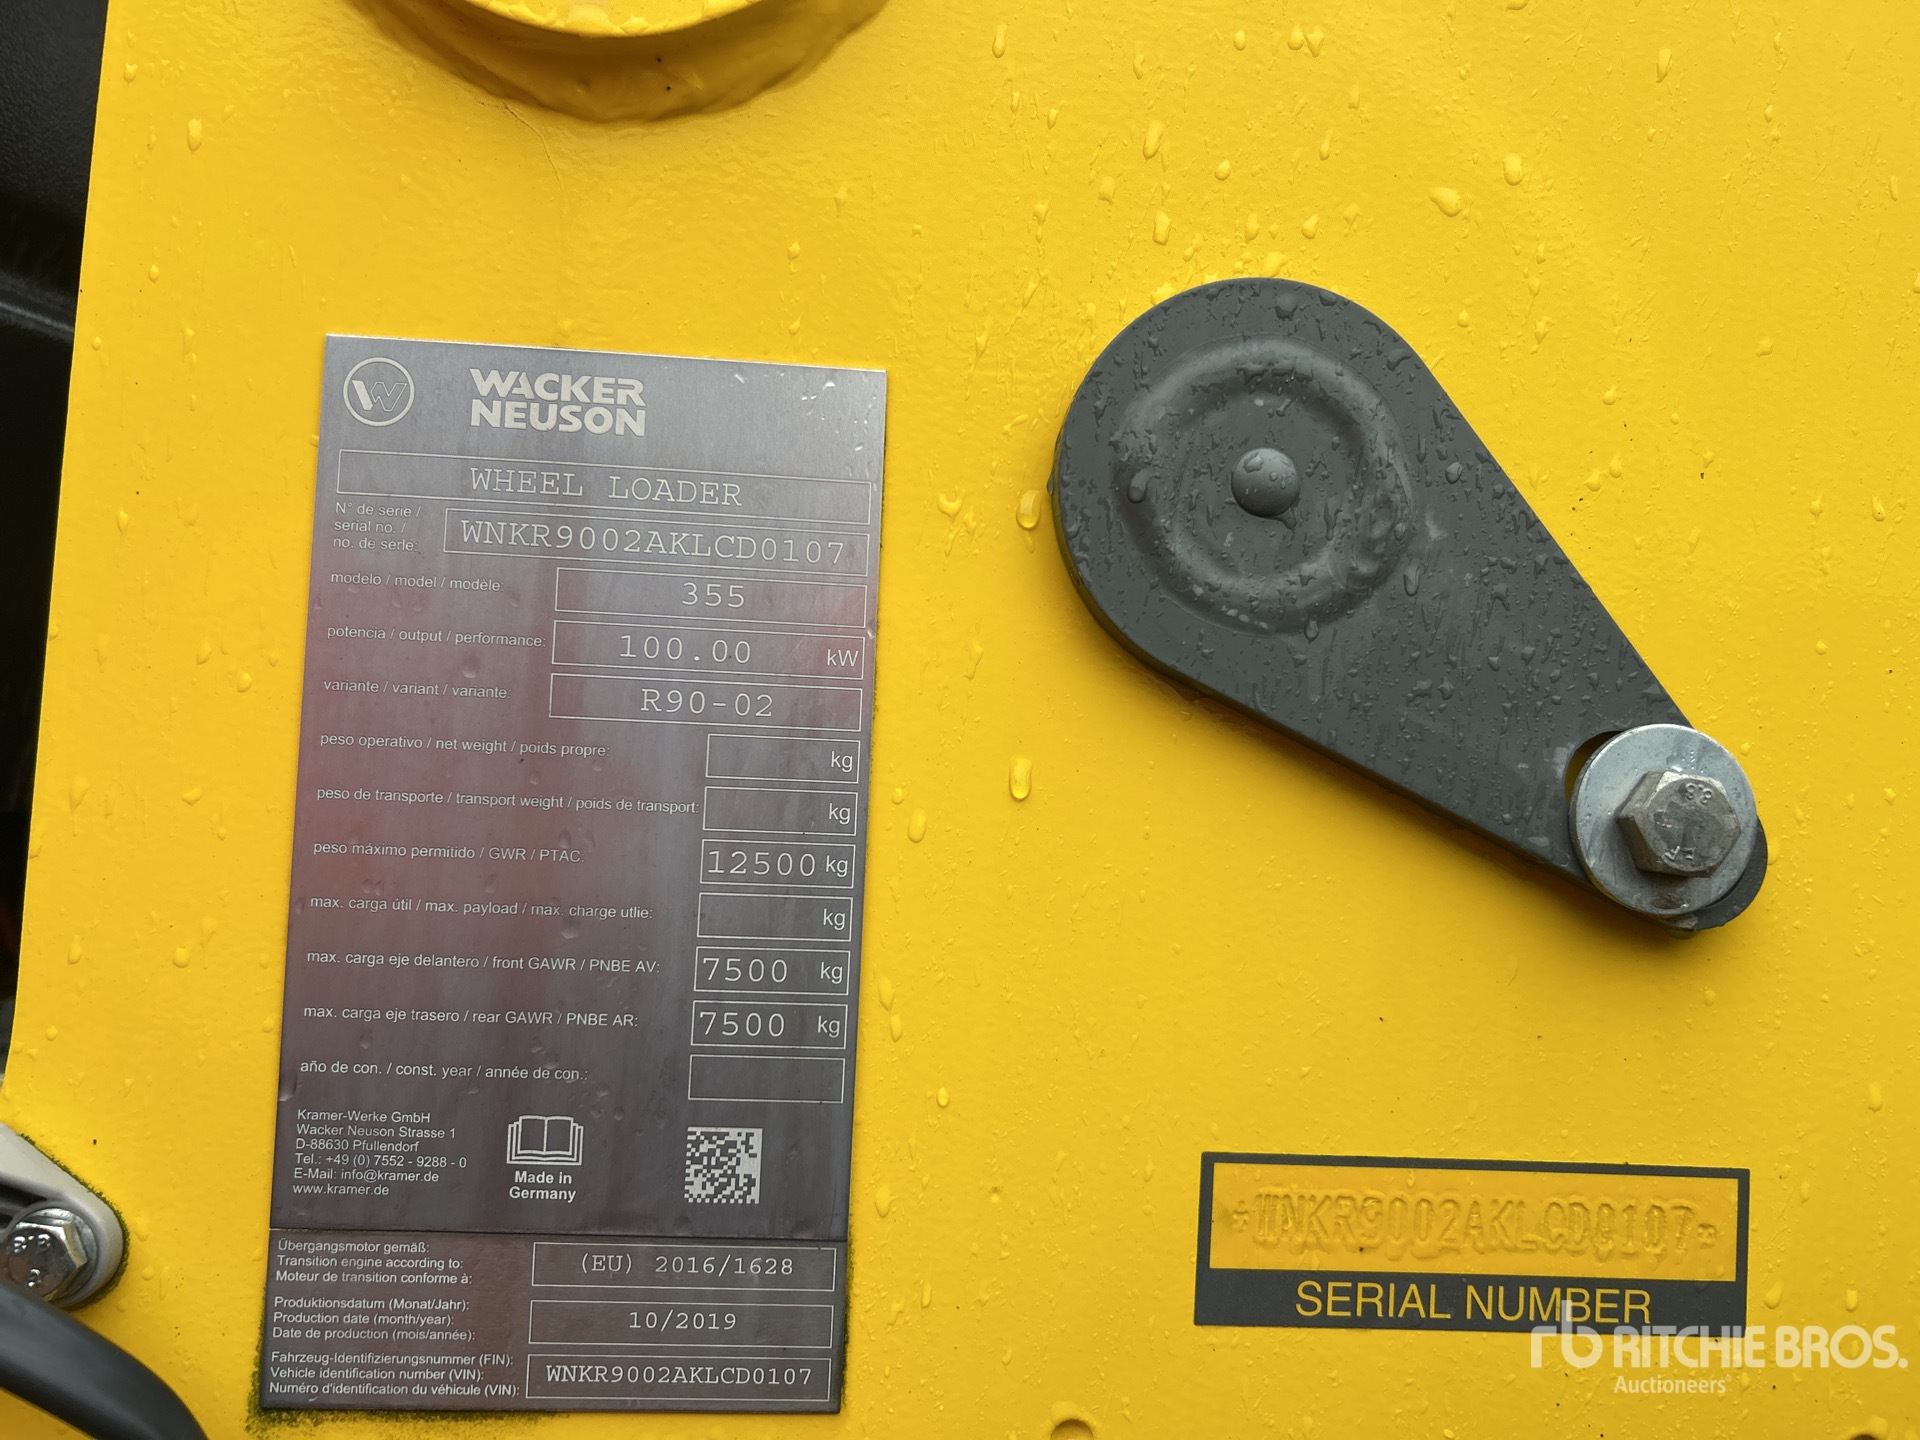 WACKER
NEUSON
WHEEL LOADER
N° de serie /
serial no. /
no. de serie:
WNKR9002AKLCD0107
modelo / model / modèle:
355
potencia / output / performance:
100.00 kW
variante / variant / variante:
R90-02
peso operativo / net weight / poids propre:
kg
peso de transporte / transport weight / poids de transport:
kg
peso máximo permitido / GWR / PTAC:
12500 kg
max. carga útil / max. payload / max. charge utlie:
kg
max. carga eje delantero / front GAWR / PNBE AV:
7500 kg
max. carga eje trasero / rear GAWR / PNBE AR:
7500 kg
año de con. / const. year / année de con.:
Kramer-Werke GmbH
Wacker Neuson Strasse 1
D-88630 Pfullendorf
Tel.: +49 (0) 7552 - 9288 - 0
E-Mail: info@kramer.de
www.kramer.de
Made in
Germany
Übergangsmotor gemäß:
Transition engine according to:
Moteur de transition conforme à:
(EU) 2016/1628
Produktionsdatum (Monat/Jahr):
Production date (month/year):
Date de production (mois/année):
10/2019
Fahrzeug-Identifizierungsnummer (FIN):
Vehicle identification number (VIN):
Numéro d'identification du véhicule (VIN):
WNKR9002AKLCD0107
8.8
8.8
*WNKR9002AKLCD0107*
SERIAL NUMBER
rb RITCHIE BROS.
Auctioneers